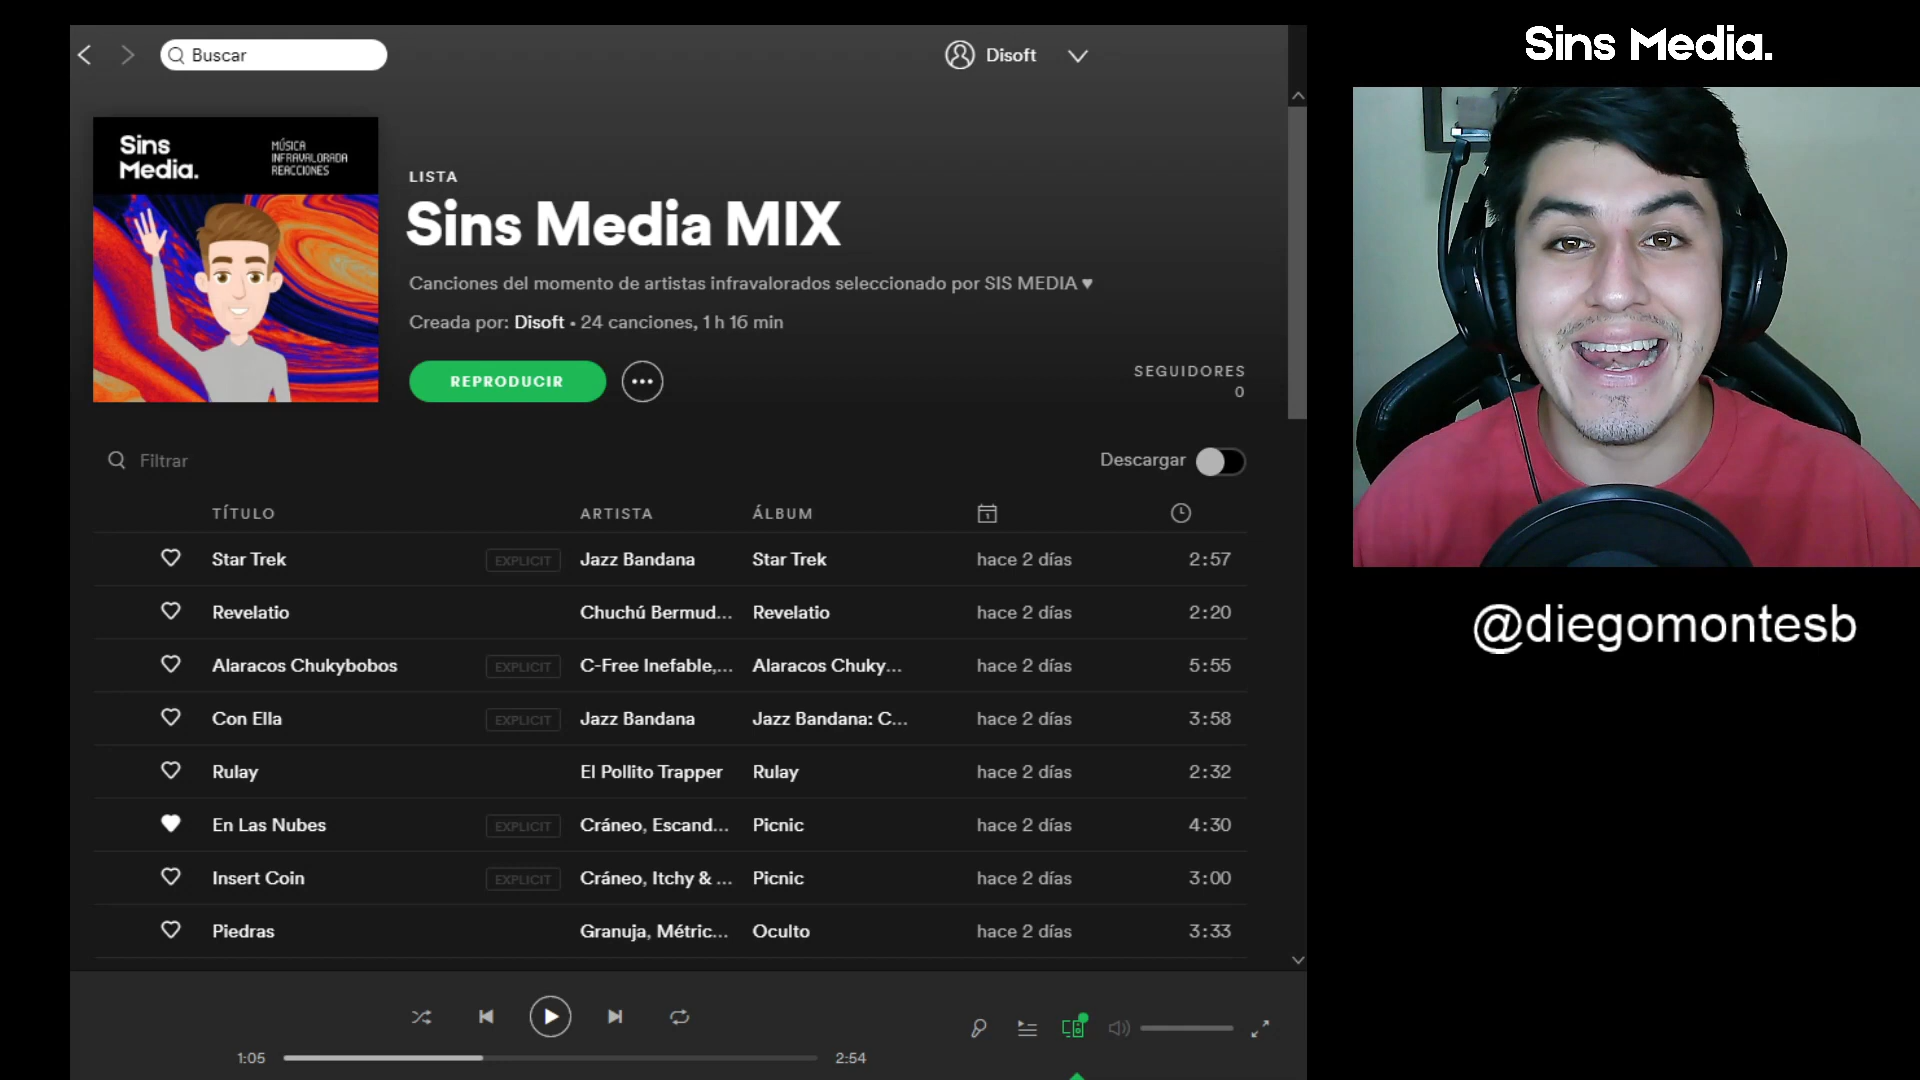 Buscar
Disoft
Sins Media.
Sins
Media.
MÚSICA
INFRAVALORADA
REACCIONES
LISTA
Sins Media MIX
Canciones del momento de artistas infravalorados seleccionado por SIS MEDIA ♥
Creada por: Disoft • 24 canciones, 1 h 16 min
REPRODUCIR
SEGUIDORES
0
Filtrar
Descargar
TÍTULO ARTISTA ÁLBUM
Star Trek EXPLICIT Jazz Bandana Star Trek hace 2 días 2:57
Revelatio Chuchú Bermud... Revelatio hace 2 días 2:20
Alaracos Chukybobos EXPLICIT C-Free Inefable,... Alaracos Chuky... hace 2 días 5:55
Con Ella EXPLICIT Jazz Bandana Jazz Bandana: C... hace 2 días 3:58
Rulay El Pollito Trapper Rulay hace 2 días 2:32
En Las Nubes EXPLICIT Cráneo, Escand... Picnic hace 2 días 4:30
Insert Coin EXPLICIT Cráneo, Itchy & ... Picnic hace 2 días 3:00
Piedras Granuja, Métric... Oculto hace 2 días 3:33
1:05 2:54
@diegomontesb